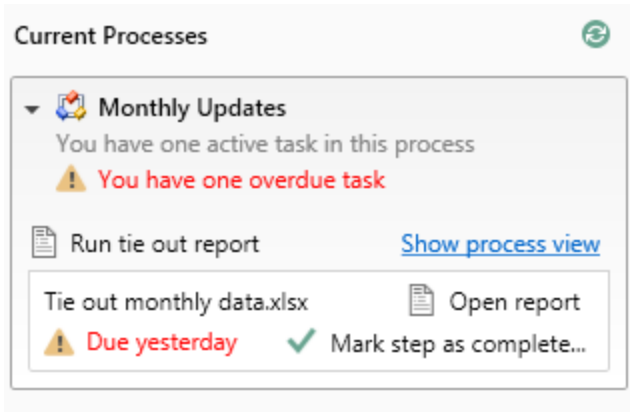 Current Processes
Monthly Updates
You have one active task in this process
You have one overdue task
Run tie out report Show process view
Tie out monthly data.xlsx Open report
Due yesterday Mark step as complete...